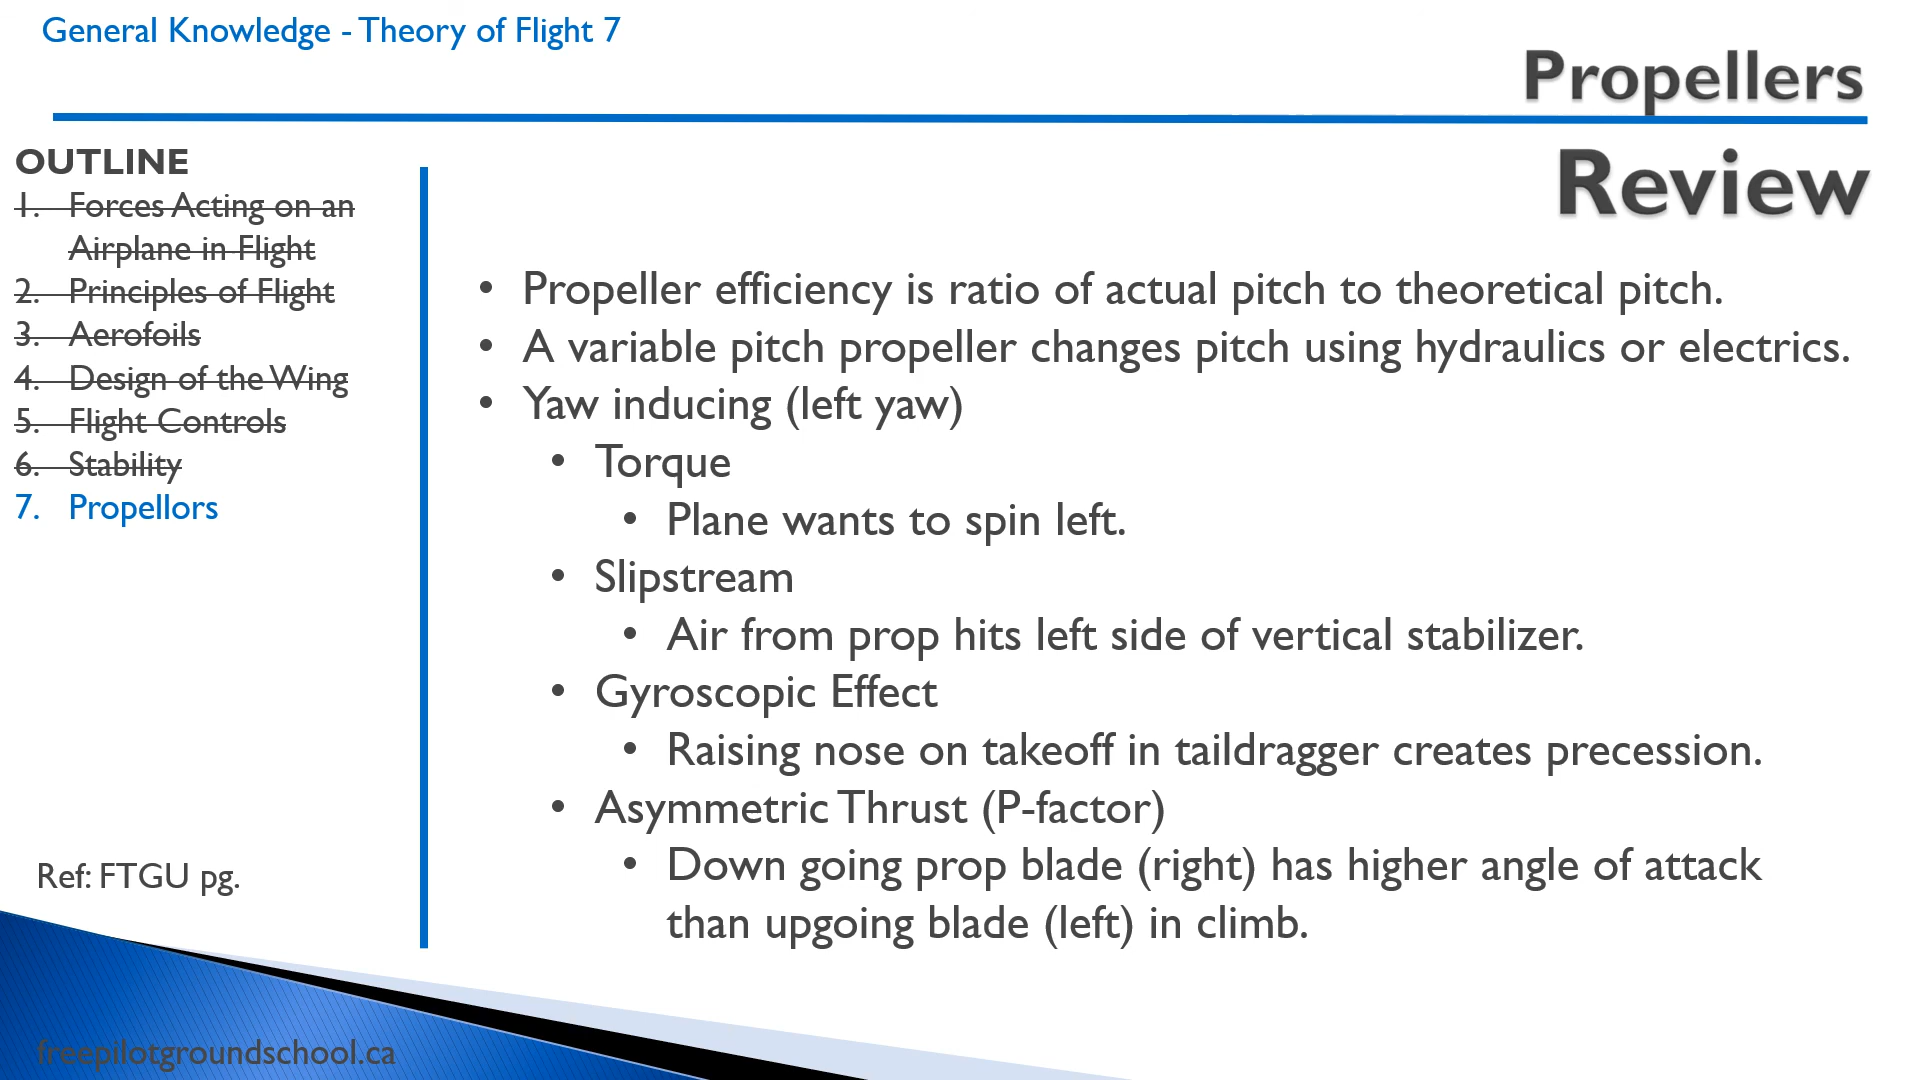 General Knowledge - Theory of Flight 7
Propellers
Review
OUTLINE
1. Forces Acting on an
Airplane in Flight
2. Principles of Flight
3. Aerofoils
4. Design of the Wing
5. Flight Controls
6. Stability
7. Propellors
• Propeller efficiency is ratio of actual pitch to theoretical pitch.
• A variable pitch propeller changes pitch using hydraulics or electrics.
• Yaw inducing (left yaw)
• Torque
• Plane wants to spin left.
• Slipstream
• Air from prop hits left side of vertical stabilizer.
• Gyroscopic Effect
• Raising nose on takeoff in taildragger creates precession.
• Asymmetric Thrust (P-factor)
• Down going prop blade (right) has higher angle of attack
than upgoing blade (left) in climb.
Ref: FTGU pg.
freepilotgroundschool.ca